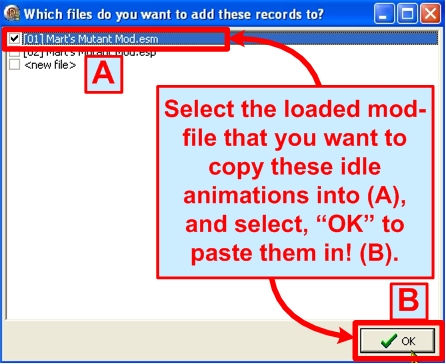 Which files do you want to add these records to?
[01] Mart's Mutant Mod.esm
[02] Mart's Mutant Mod.esp
<new file>
A
Select the loaded mod-
file that you want to
copy these idle
animations into (A),
and select, “OK” to
paste them in! (B).
B
OK